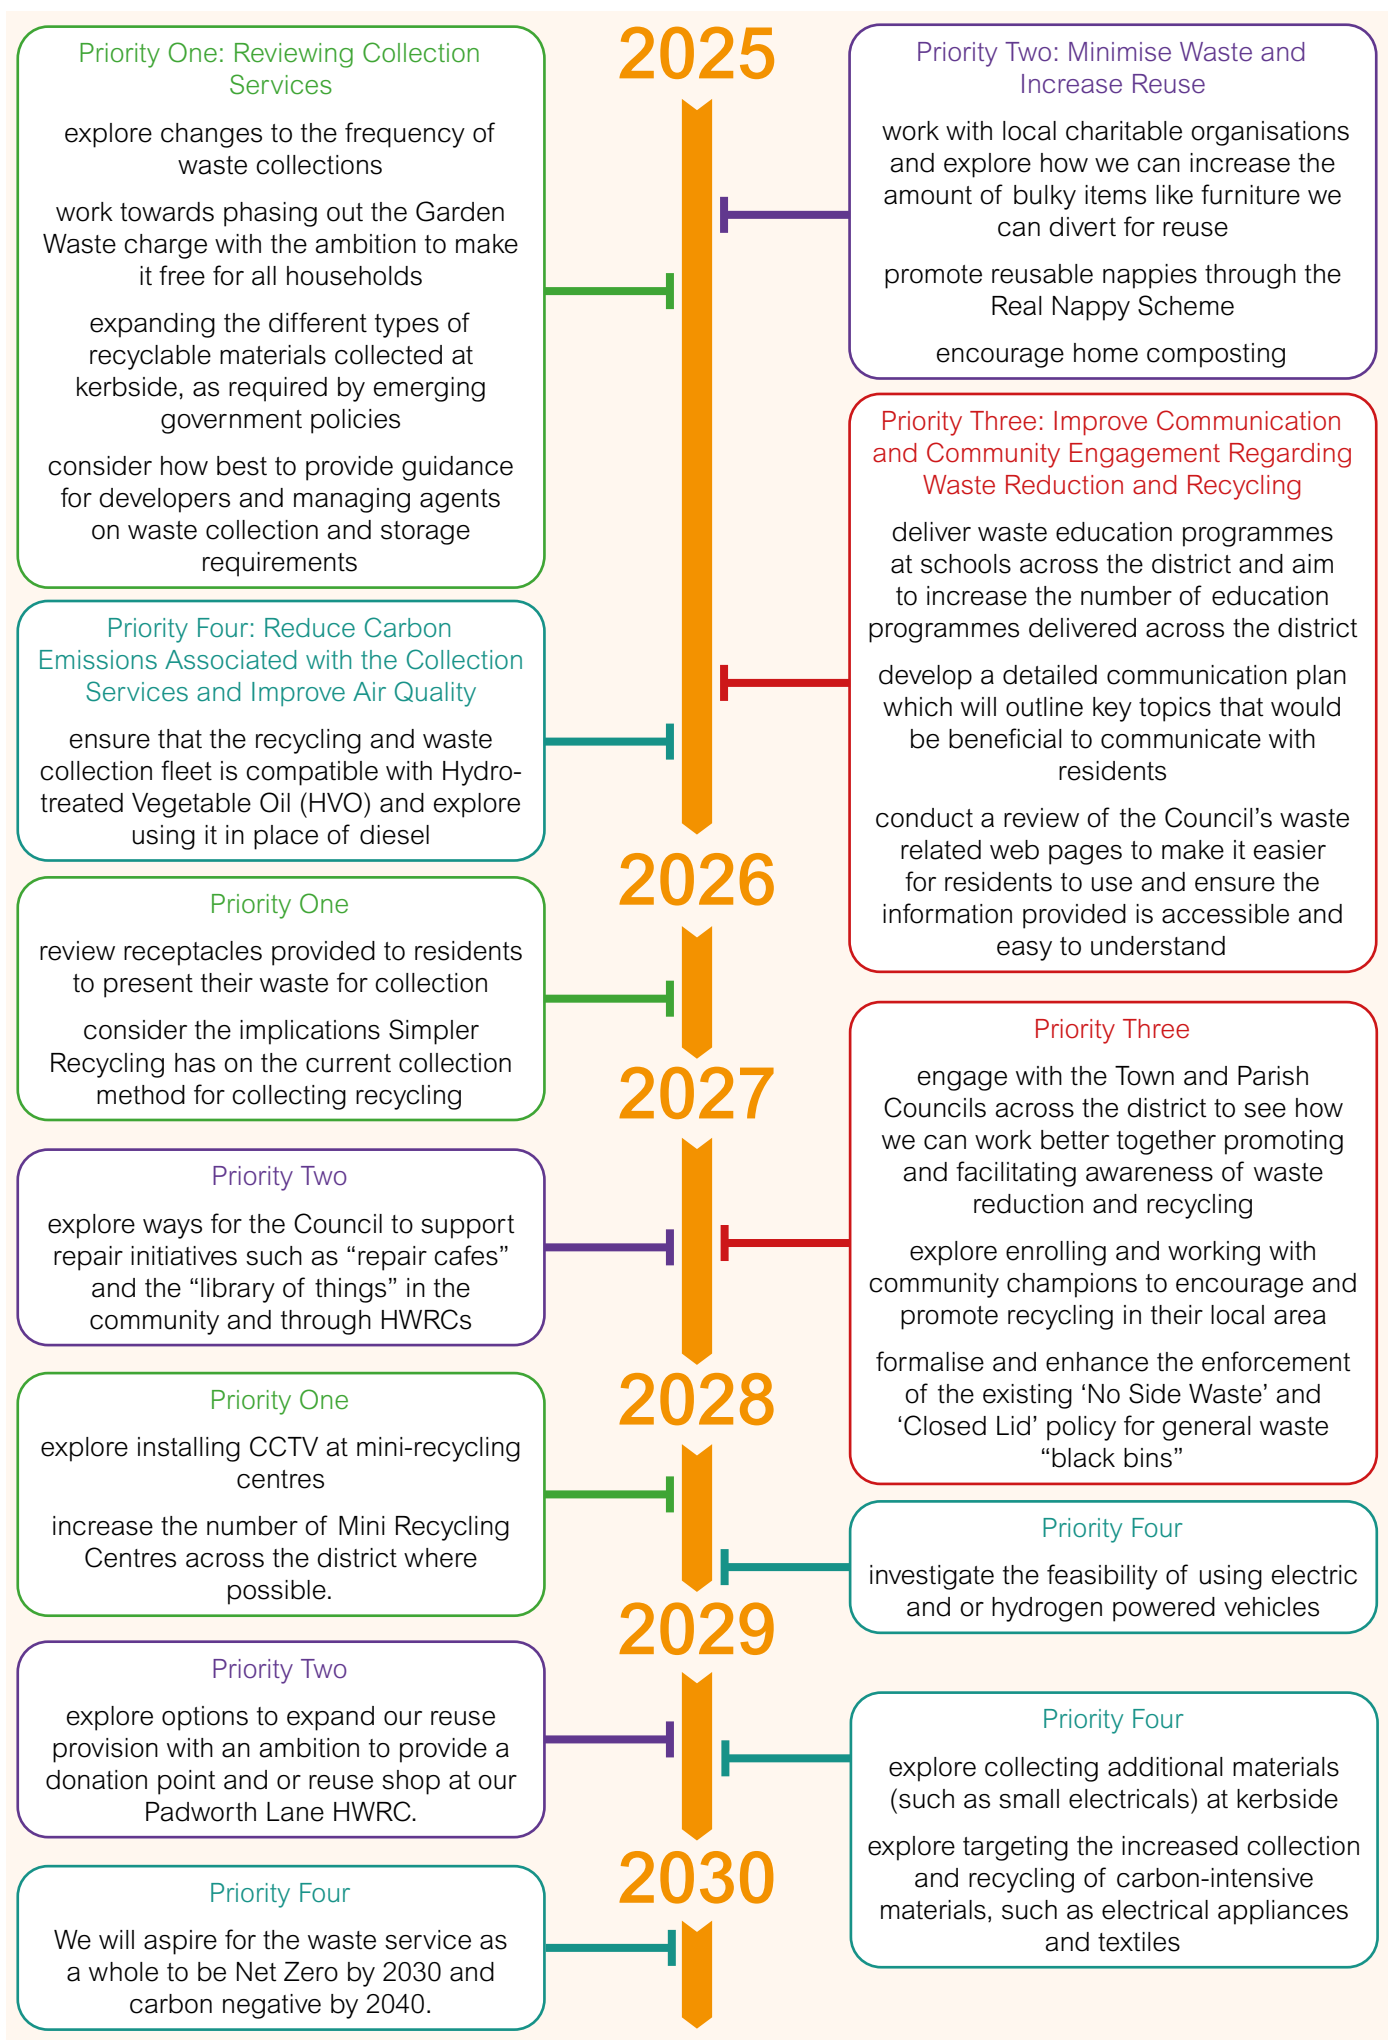 2025
Priority One: Reviewing Collection
Services
explore changes to the frequency of
waste collections
work towards phasing out the Garden
Waste charge with the ambition to make
it free for all households
expanding the different types of
recyclable materials collected at
kerbside, as required by emerging
government policies
consider how best to provide guidance
for developers and managing agents
on waste collection and storage
requirements
Priority Two: Minimise Waste and
Increase Reuse
work with local charitable organisations
and explore how we can increase the
amount of bulky items like furniture we
can divert for reuse
promote reusable nappies through the
Real Nappy Scheme
encourage home composting
Priority Three: Improve Communication
and Community Engagement Regarding
Waste Reduction and Recycling
deliver waste education programmes
at schools across the district and aim
to increase the number of education
programmes delivered across the district
develop a detailed communication plan
which will outline key topics that would
be beneficial to communicate with
residents
conduct a review of the Council's waste
related web pages to make it easier
for residents to use and ensure the
information provided is accessible and
easy to understand
Priority Four: Reduce Carbon
Emissions Associated with the Collection
Services and Improve Air Quality
ensure that the recycling and waste
collection fleet is compatible with Hydro-
treated Vegetable Oil (HVO) and explore
using it in place of diesel
2026
Priority One
review receptacles provided to residents
to present their waste for collection
consider the implications Simpler
Recycling has on the current collection
method for collecting recycling
2027
Priority Two
explore ways for the Council to support
repair initiatives such as “repair cafes”
and the “library of things” in the
community and through HWRCs
Priority Three
engage with the Town and Parish
Councils across the district to see how
we can work better together promoting
and facilitating awareness of waste
reduction and recycling
explore enrolling and working with
community champions to encourage and
promote recycling in their local area
formalise and enhance the enforcement
of the existing ‘No Side Waste’ and
‘Closed Lid’ policy for general waste
“black bins”
2028
Priority One
explore installing CCTV at mini-recycling
centres
increase the number of Mini Recycling
Centres across the district where
possible.
Priority Four
investigate the feasibility of using electric
and or hydrogen powered vehicles
2029
Priority Two
explore options to expand our reuse
provision with an ambition to provide a
donation point and or reuse shop at our
Padworth Lane HWRC.
Priority Four
explore collecting additional materials
(such as small electricals) at kerbside
explore targeting the increased collection
and recycling of carbon-intensive
materials, such as electrical appliances
and textiles
2030
Priority Four
We will aspire for the waste service as
a whole to be Net Zero by 2030 and
carbon negative by 2040.